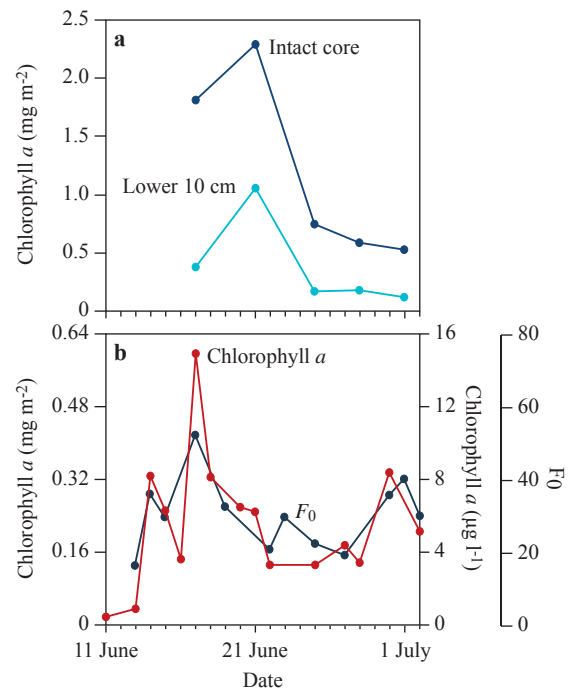 a
Intact core
Lower 10 cm
Chlorophyll a (mg m-2)
2.5
2.0
1.5
1.0
0.5
0
b
Chlorophyll a
F0
Chlorophyll a (mg m-2)
0.64
0.48
0.32
0.16
0
16
12
8
4
0
Chlorophyll a (µg l-1)
80
60
40
20
0
F0
11 June
21 June
1 July
Date